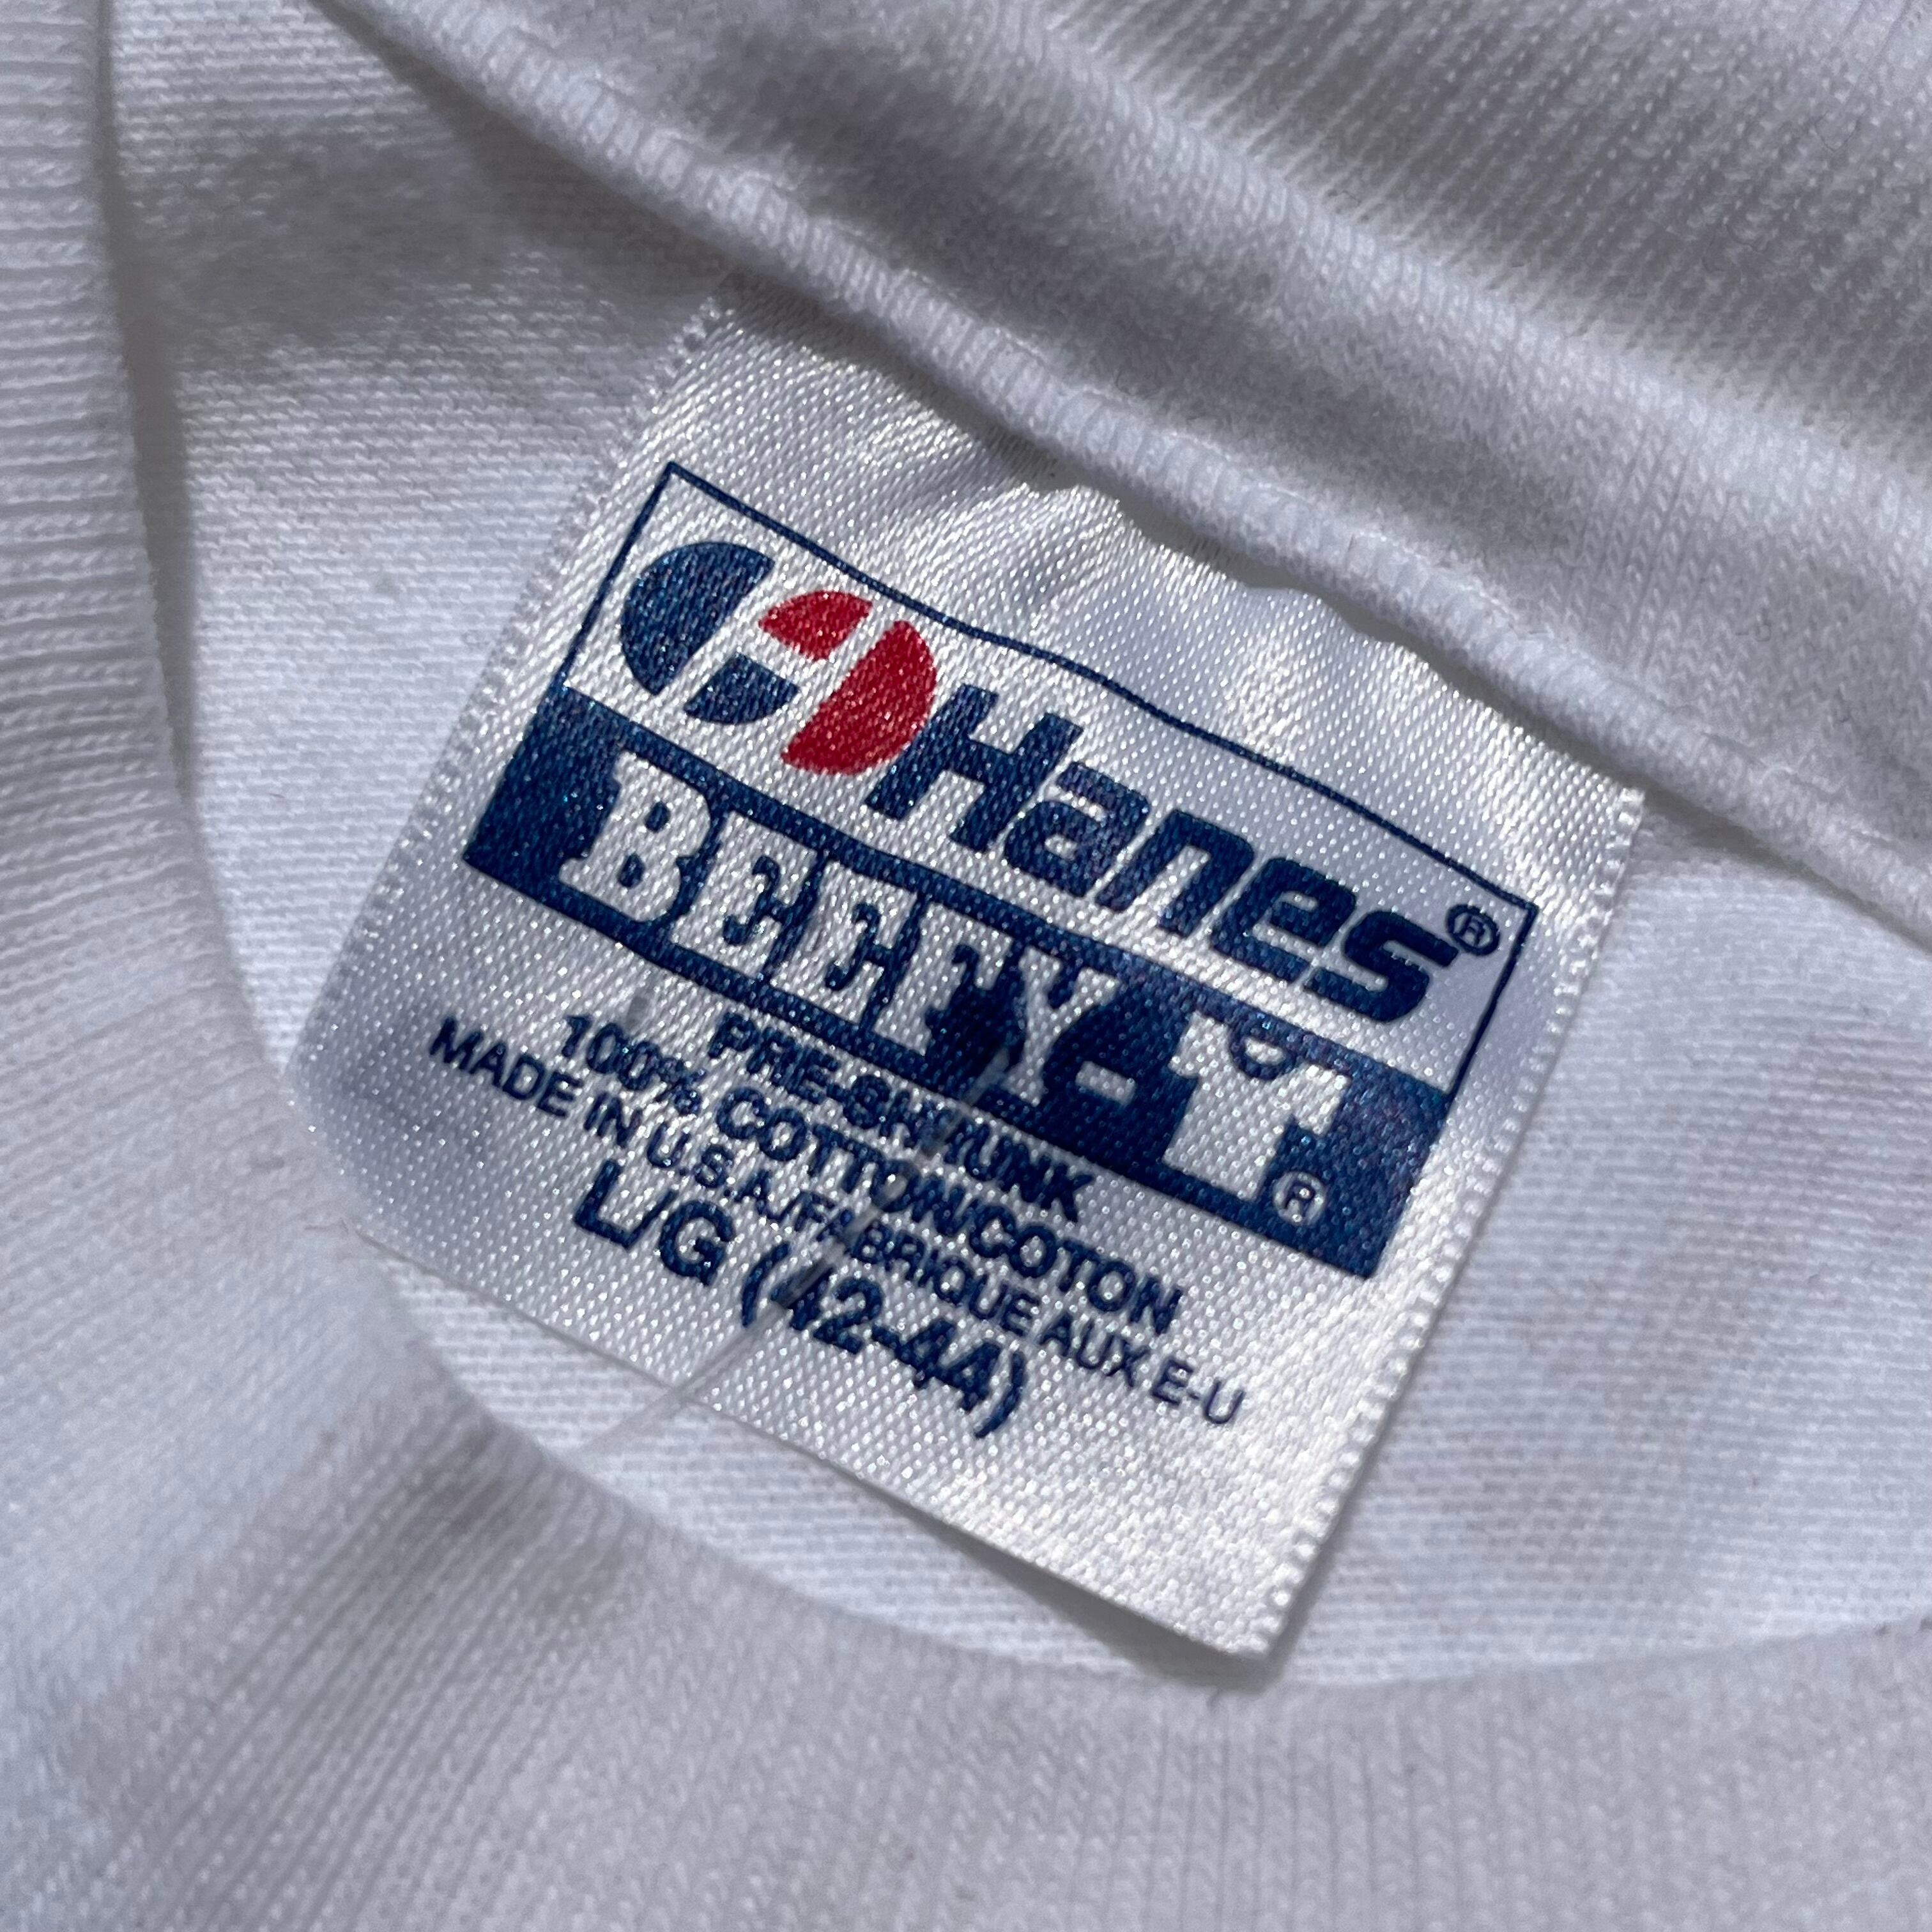 Hanes®
BEEFY-T®
PRE-SHRUNK
100% COTTON/COTON
MADE IN U.S.A./FABRIQUE AUX E-U
L/G (42-44)